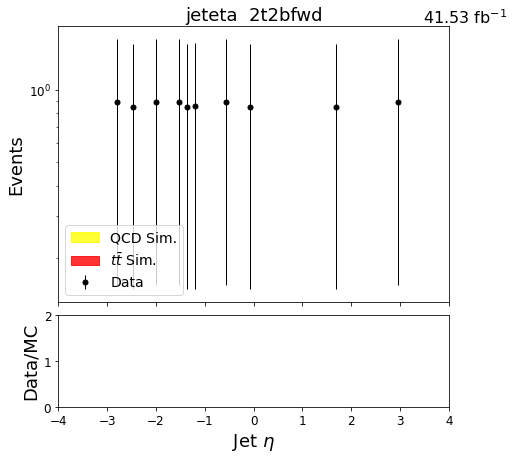 jeteta 2t2bfwd
41.53 fb⁻¹
10⁰
Events
QCD Sim.
tt̄ Sim.
Data
2
1
0
Data/MC
−4 −3 −2 −1 0 1 2 3 4
Jet η